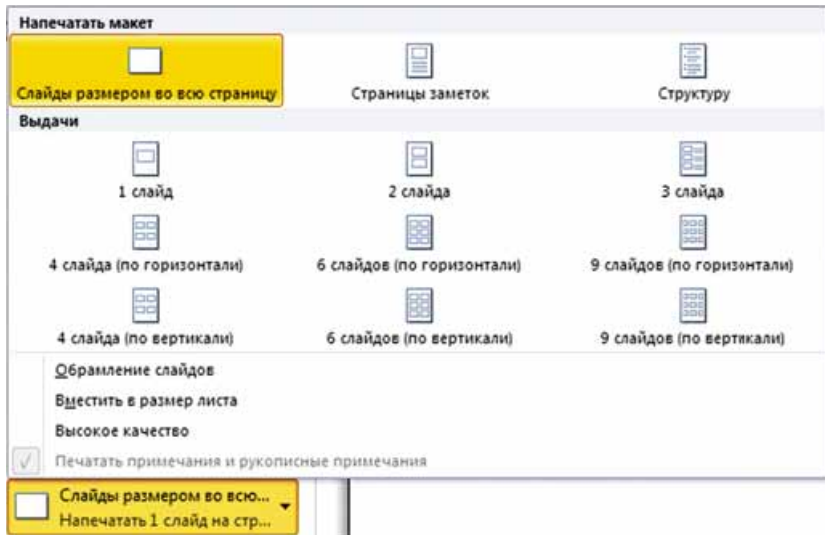 Напечатать макет
Слайды размером во всю страницу Страницы заметок Структуру
Выдачи
1 слайд 2 слайда 3 слайда
4 слайда (по горизонтали) 6 слайдов (по горизонтали) 9 слайдов (по горизонтали)
4 слайда (по вертикали) 6 слайдов (по вертикали) 9 слайдов (по вертикали)
Обрамление слайдов
Вместить в размер листа
Высокое качество
Печатать примечания и рукописные примечания
Слайды размером во всю...
Напечатать 1 слайд на стр...